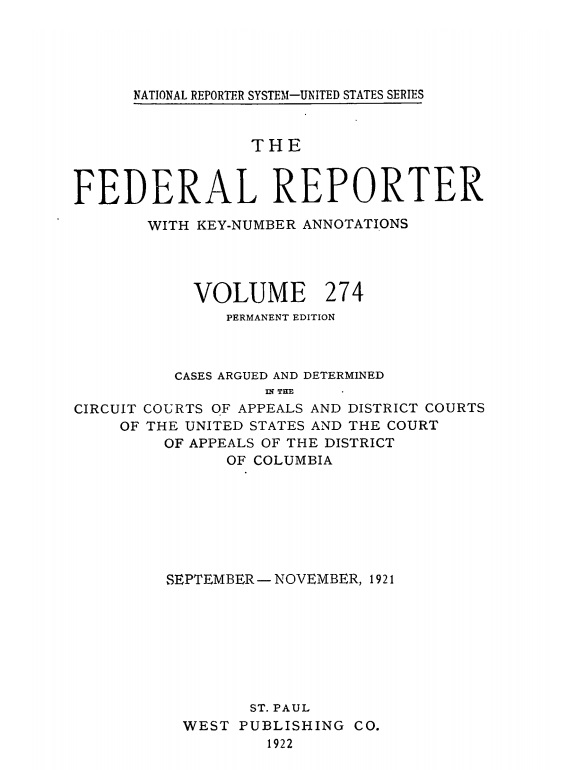 NATIONAL REPORTER SYSTEM—UNITED STATES SERIES
THE
FEDERAL REPORTER
WITH KEY-NUMBER ANNOTATIONS
VOLUME 274
PERMANENT EDITION
CASES ARGUED AND DETERMINED
IN THE
CIRCUIT COURTS OF APPEALS AND DISTRICT COURTS
OF THE UNITED STATES AND THE COURT
OF APPEALS OF THE DISTRICT
OF COLUMBIA
SEPTEMBER — NOVEMBER, 1921
ST. PAUL
WEST PUBLISHING CO.
1922